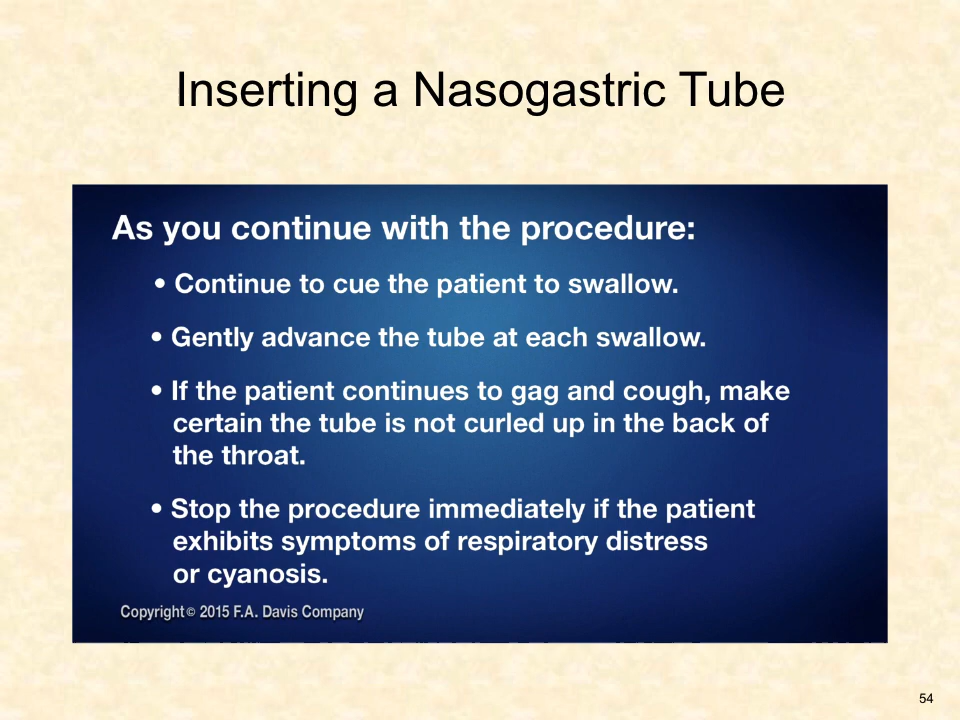 Inserting a Nasogastric Tube
As you continue with the procedure:
• Continue to cue the patient to swallow.
• Gently advance the tube at each swallow.
• If the patient continues to gag and cough, make
certain the tube is not curled up in the back of
the throat.
• Stop the procedure immediately if the patient
exhibits symptoms of respiratory distress
or cyanosis.
Copyright © 2015 F.A. Davis Company
54